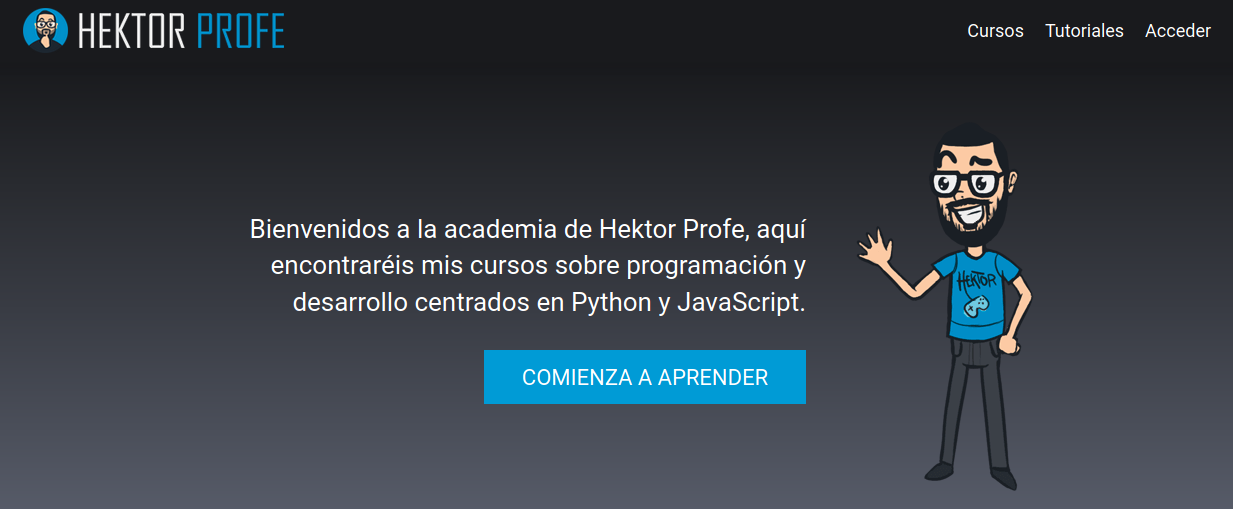 HEKTOR PROFE
Cursos
Tutoriales
Acceder
Bienvenidos a la academia de Hektor Profe, aquí
encontraréis mis cursos sobre programación y
desarrollo centrados en Python y JavaScript.
COMIENZA A APRENDER
HEKTOR